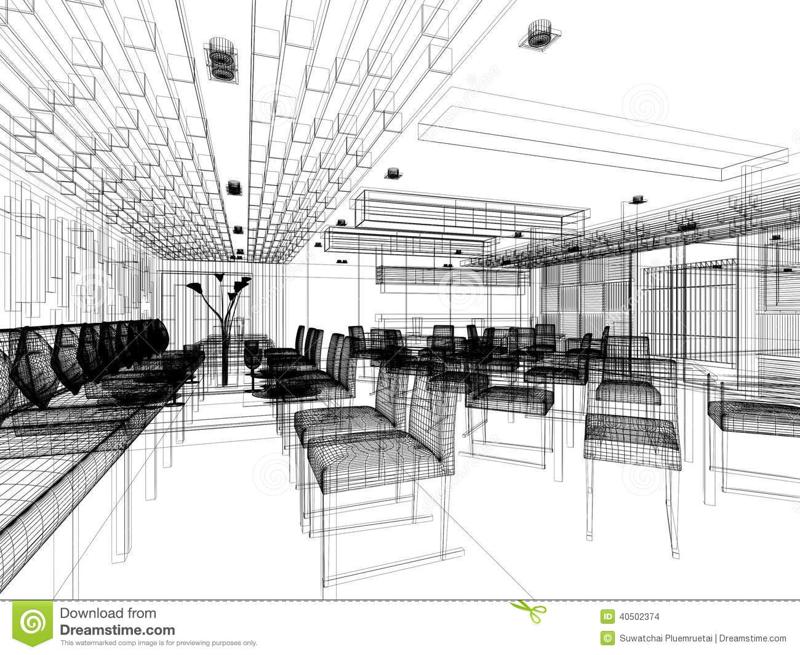 Download from
Dreamstime.com
This watermarked comp image is for previewing purposes only.
ID 40502374
© Suwatchai Pluemruetai | Dreamstime.com